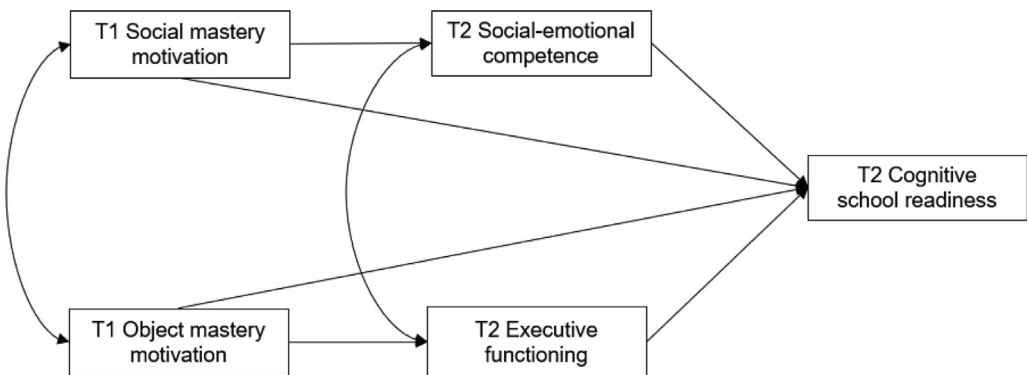 T1 Social mastery
motivation
T2 Social-emotional
competence
T2 Cognitive
school readiness
T1 Object mastery
motivation
T2 Executive
functioning